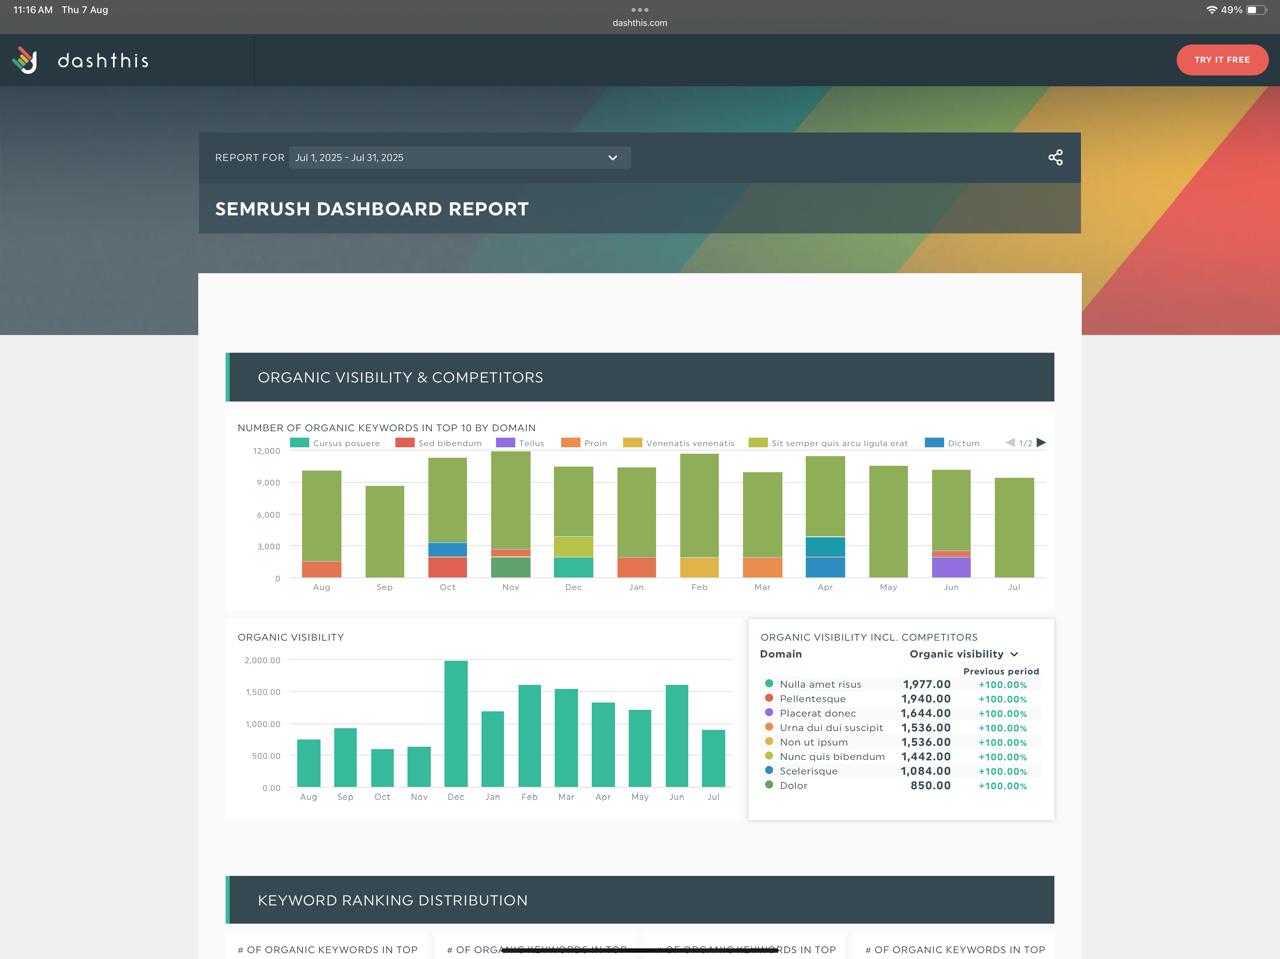 11:16 AM Thu 7 Aug
dashthis.com
49%
dashthis
TRY IT FREE
REPORT FOR Jul 1, 2025 - Jul 31, 2025
SEMRUSH DASHBOARD REPORT
ORGANIC VISIBILITY & COMPETITORS
NUMBER OF ORGANIC KEYWORDS IN TOP 10 BY DOMAIN
Cursus posuere Sed bibendum Tellus Proin Venenatis venenatis Sit semper quis arcu ligula erat Dictum 1/2
12,000
9,000
6,000
3,000
0
Aug Sep Oct Nov Dec Jan Feb Mar Apr May Jun Jul
ORGANIC VISIBILITY
2,000.00
1,500.00
1,000.00
500.00
0.00
Aug Sep Oct Nov Dec Jan Feb Mar Apr May Jun Jul
ORGANIC VISIBILITY INCL. COMPETITORS
Domain Organic visibility
Previous period
Nulla amet risus 1,977.00 +100.00%
Pellentesque 1,940.00 +100.00%
Placerat donec 1,644.00 +100.00%
Urna dui dui suscipit 1,536.00 +100.00%
Non ut ipsum 1,536.00 +100.00%
Nunc quis bibendum 1,442.00 +100.00%
Scelerisque 1,084.00 +100.00%
Dolor 850.00 +100.00%
KEYWORD RANKING DISTRIBUTION
# OF ORGANIC KEYWORDS IN TOP # OF ORGANIC KEYWORDS IN TOP # OF ORGANIC KEYWORDS IN TOP # OF ORGANIC KEYWORDS IN TOP